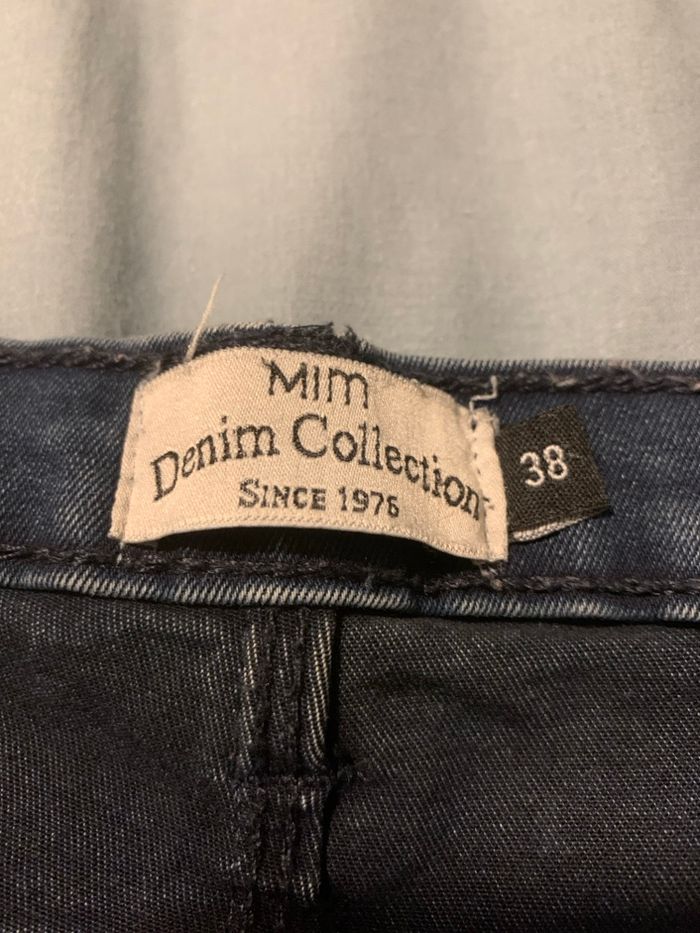 MIM
Denim Collection
SINCE 1976
38